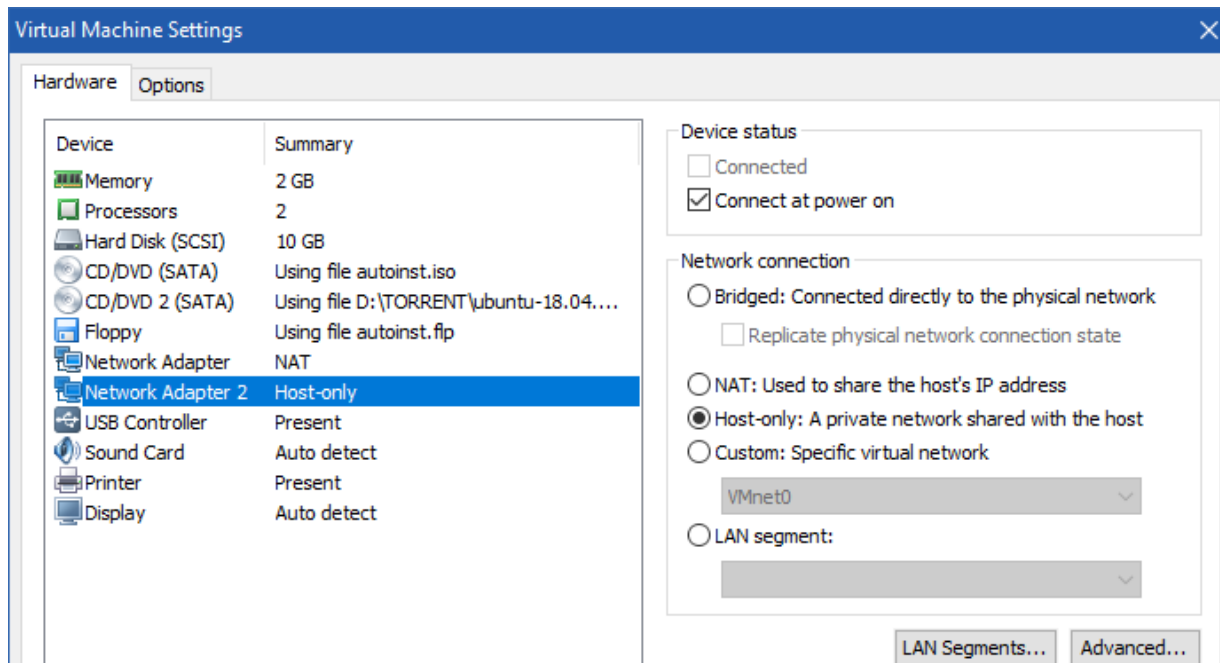 Virtual Machine Settings
Hardware Options
Device Summary
Memory 2 GB
Processors 2
Hard Disk (SCSI) 10 GB
CD/DVD (SATA) Using file autoinst.iso
CD/DVD 2 (SATA) Using file D:\TORRENT\ubuntu-18.04....
Floppy Using file autoinst.flp
Network Adapter NAT
Network Adapter 2 Host-only
USB Controller Present
Sound Card Auto detect
Printer Present
Display Auto detect
Device status
Connected
Connect at power on
Network connection
Bridged: Connected directly to the physical network
Replicate physical network connection state
NAT: Used to share the host's IP address
Host-only: A private network shared with the host
Custom: Specific virtual network
VMnet0
LAN segment:
LAN Segments... Advanced...